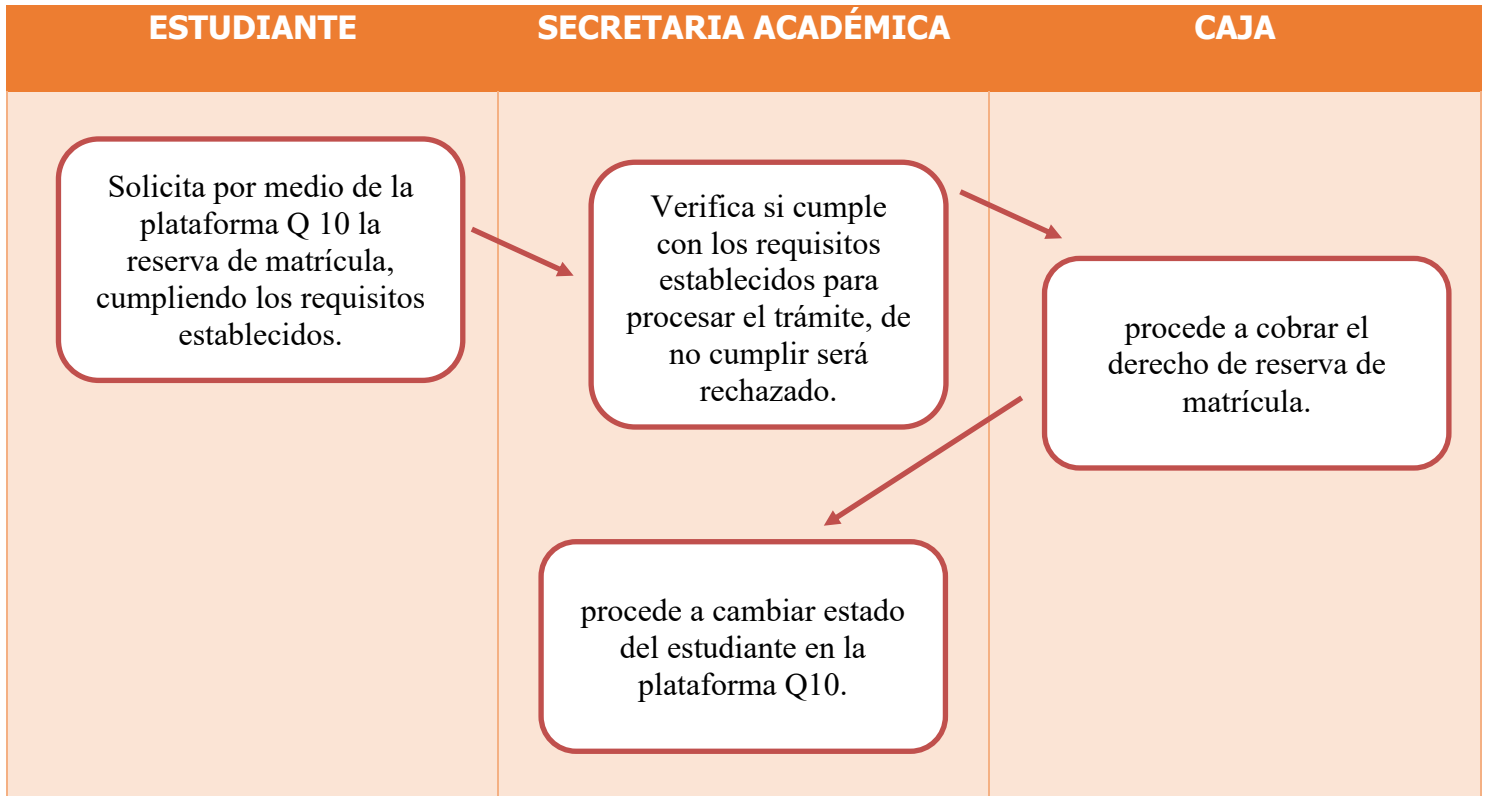 ESTUDIANTE
SECRETARIA ACADÉMICA
CAJA
Solicita por medio de la
plataforma Q 10 la
reserva de matrícula,
cumpliendo los requisitos
establecidos.
Verifica si cumple
con los requisitos
establecidos para
procesar el trámite, de
no cumplir será
rechazado.
procede a cobrar el
derecho de reserva de
matrícula.
procede a cambiar estado
del estudiante en la
plataforma Q10.